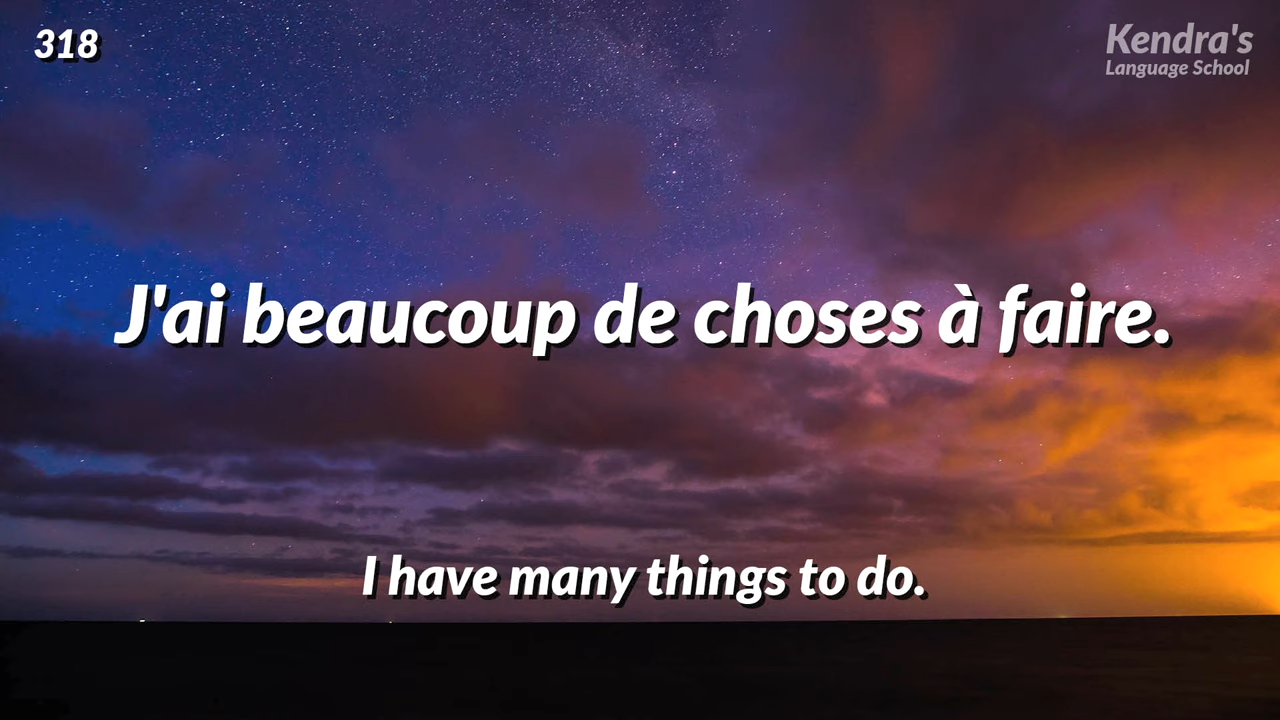 318
Kendra's
Language School
J'ai beaucoup de choses à faire.
I have many things to do.